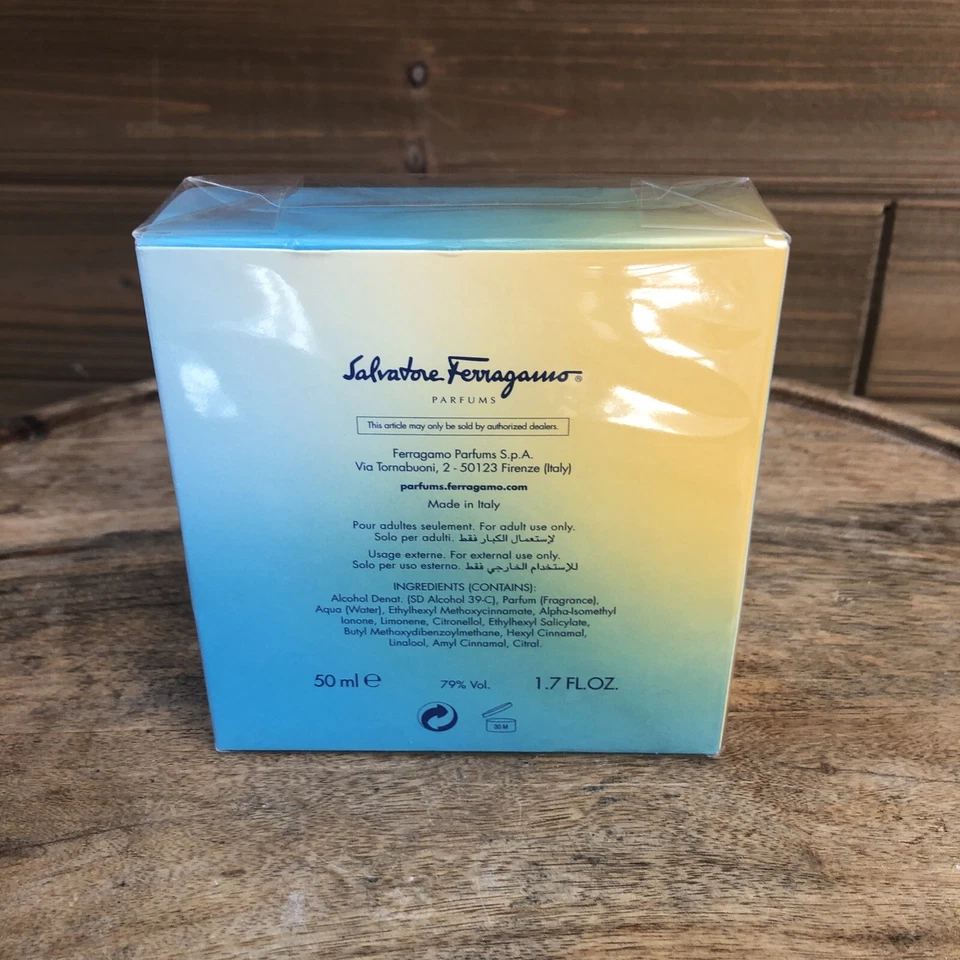 Salvatore Ferragamo®
PARFUMS
This article may only be sold by authorized dealers.
Ferragamo Parfums S.p.A.
Via Tornabuoni, 2 - 50123 Firenze (Italy)
parfums.ferragamo.com
Made in Italy
Pour adultes seulement. For adult use only.
Solo per adulti. لإستعمال الكبار فقط
Usage externe. For external use only.
Solo per uso esterno. للإستخدام الخارجي فقط
INGREDIENTS (CONTAINS):
Alcohol Denat. (SD Alcohol 39-C), Parfum (Fragrance),
Aqua (Water), Ethylhexyl Methoxycinnamate, Alpha-Isomethyl
Ionone, Limonene, Citronellol, Ethylhexyl Salicylate,
Butyl Methoxydibenzoylmethane, Hexyl Cinnamal,
Linalool, Amyl Cinnamal, Citral.
50 ml ℮ 79% Vol. 1.7 FL.OZ.
30 M